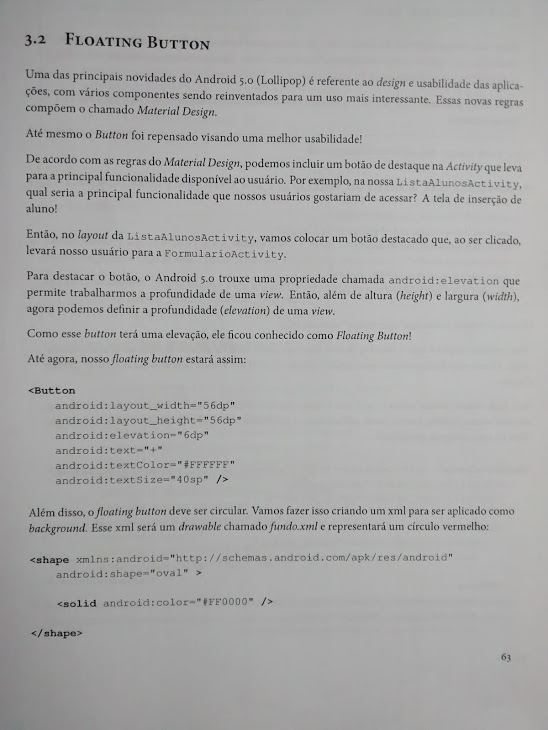 3.2 Floating Button
Uma das principais novidades do Android 5.0 (Lollipop) é referente ao design e usabilidade das aplica-
ções, com vários componentes sendo reinventados para um uso mais interessante. Essas novas regras
compõem o chamado Material Design.
Até mesmo o Button foi repensado visando uma melhor usabilidade!
De acordo com as regras do Material Design, podemos incluir um botão de destaque na Activity que leva
para a principal funcionalidade disponível ao usuário. Por exemplo, na nossa ListaAlunosActivity,
qual seria a principal funcionalidade que nossos usuários gostariam de acessar? A tela de inserção de
aluno!
Então, no layout da ListaAlunosActivity, vamos colocar um botão destacado que, ao ser clicado,
levará nosso usuário para a FormularioActivity.
Para destacar o botão, o Android 5.0 trouxe uma propriedade chamada android:elevation que
permite trabalharmos a profundidade de uma view. Então, além de altura (height) e largura (width),
agora podemos definir a profundidade (elevation) de uma view.
Como esse button terá uma elevação, ele ficou conhecido como Floating Button!
Até agora, nosso floating button estará assim:
<Button
android:layout_width="56dp"
android:layout_height="56dp"
android:elevation="6dp"
android:text="+"
android:textColor="#FFFFFF"
android:textSize="40sp" />
Além disso, o floating button deve ser circular. Vamos fazer isso criando um xml para ser aplicado como
background. Esse xml será um drawable chamado fundo.xml e representará um círculo vermelho:
<shape xmlns:android="http://schemas.android.com/apk/res/android"
android:shape="oval" >
<solid android:color="#FF0000" />
</shape>
63